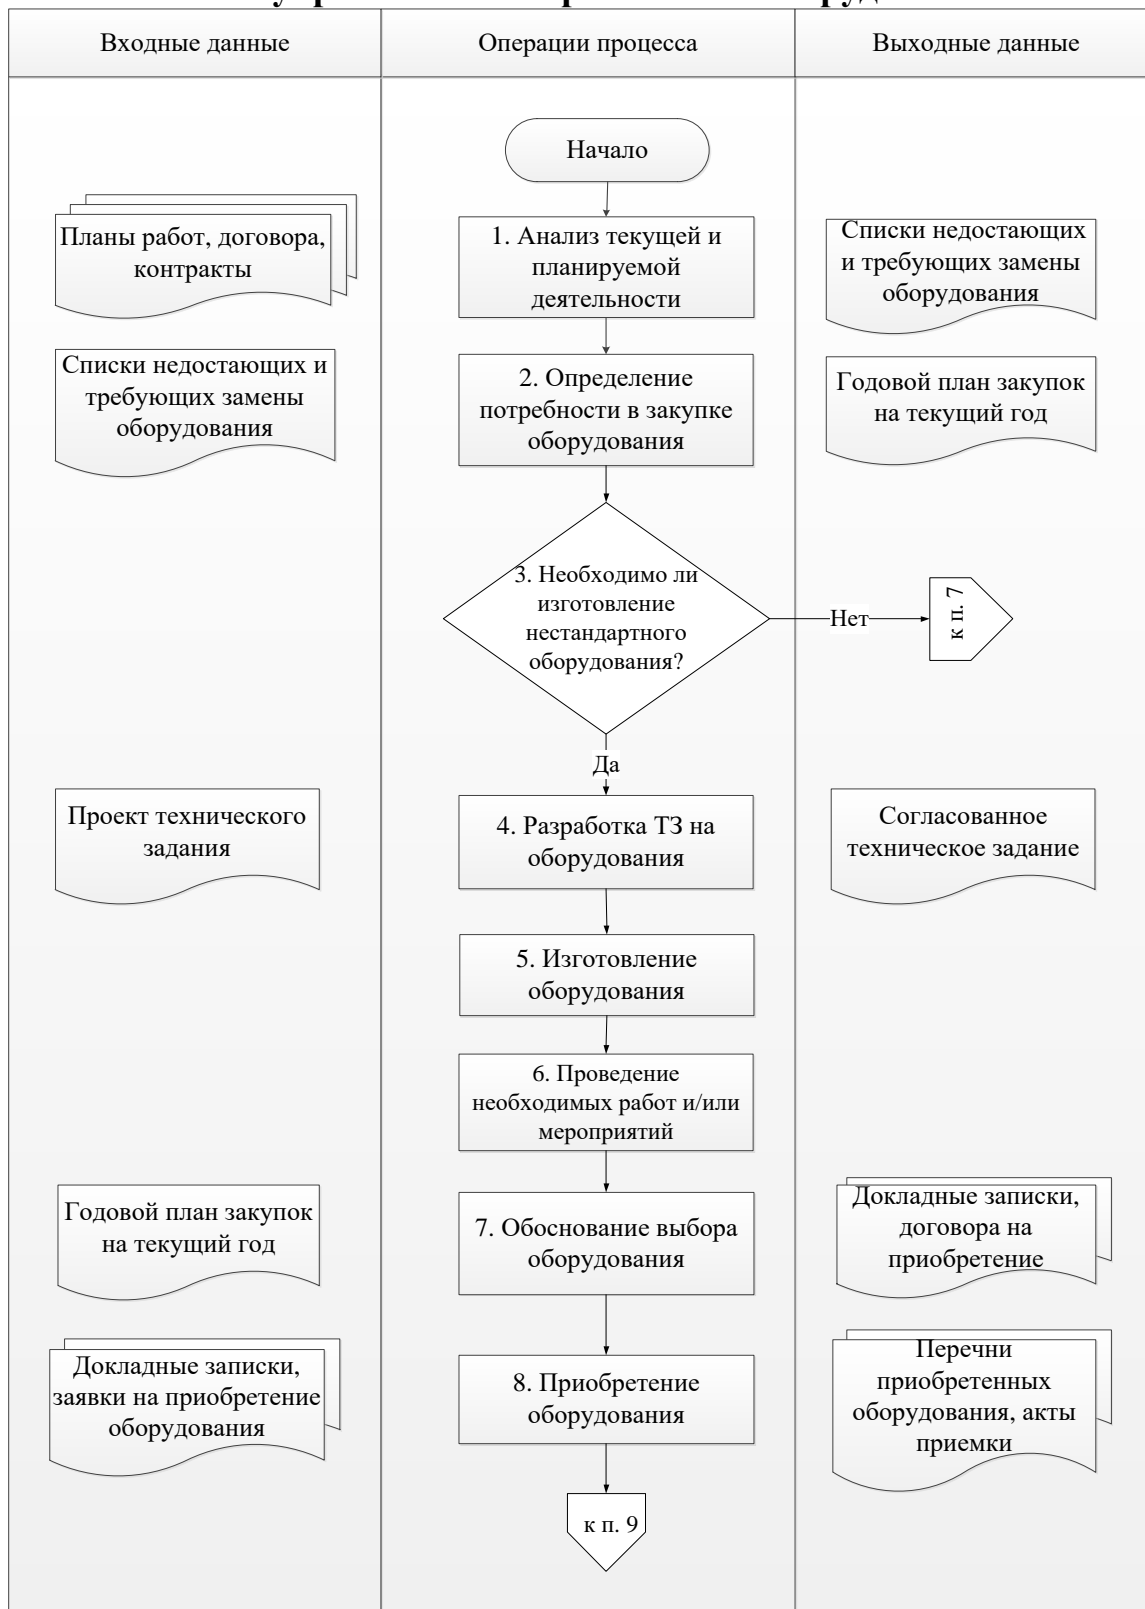 Входные данные
Операции процесса
Выходные данные
Начало
Планы работ, договора,
контракты
1. Анализ текущей и
планируемой
деятельности
Списки недостающих
и требующих замены
оборудования
Списки недостающих и
требующих замены
оборудования
2. Определение
потребности в закупке
оборудования
Годовой план закупок
на текущий год
3. Необходимо ли
изготовление
нестандартного
оборудования?
Нет
к п. 7
Да
Проект технического
задания
4. Разработка ТЗ на
оборудования
Согласованное
техническое задание
5. Изготовление
оборудования
6. Проведение
необходимых работ и/или
мероприятий
Годовой план закупок
на текущий год
7. Обоснование выбора
оборудования
Докладные записки,
договора на
приобретение
Докладные записки,
заявки на приобретение
оборудования
8. Приобретение
оборудования
Перечни
приобретенных
оборудования, акты
приемки
к п. 9